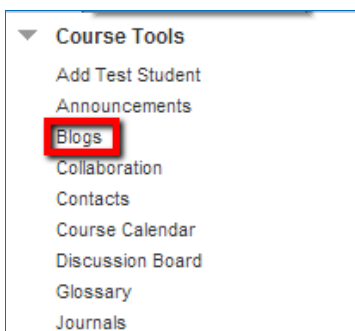 Course Tools
Add Test Student
Announcements
Blogs
Collaboration
Contacts
Course Calendar
Discussion Board
Glossary
Journals